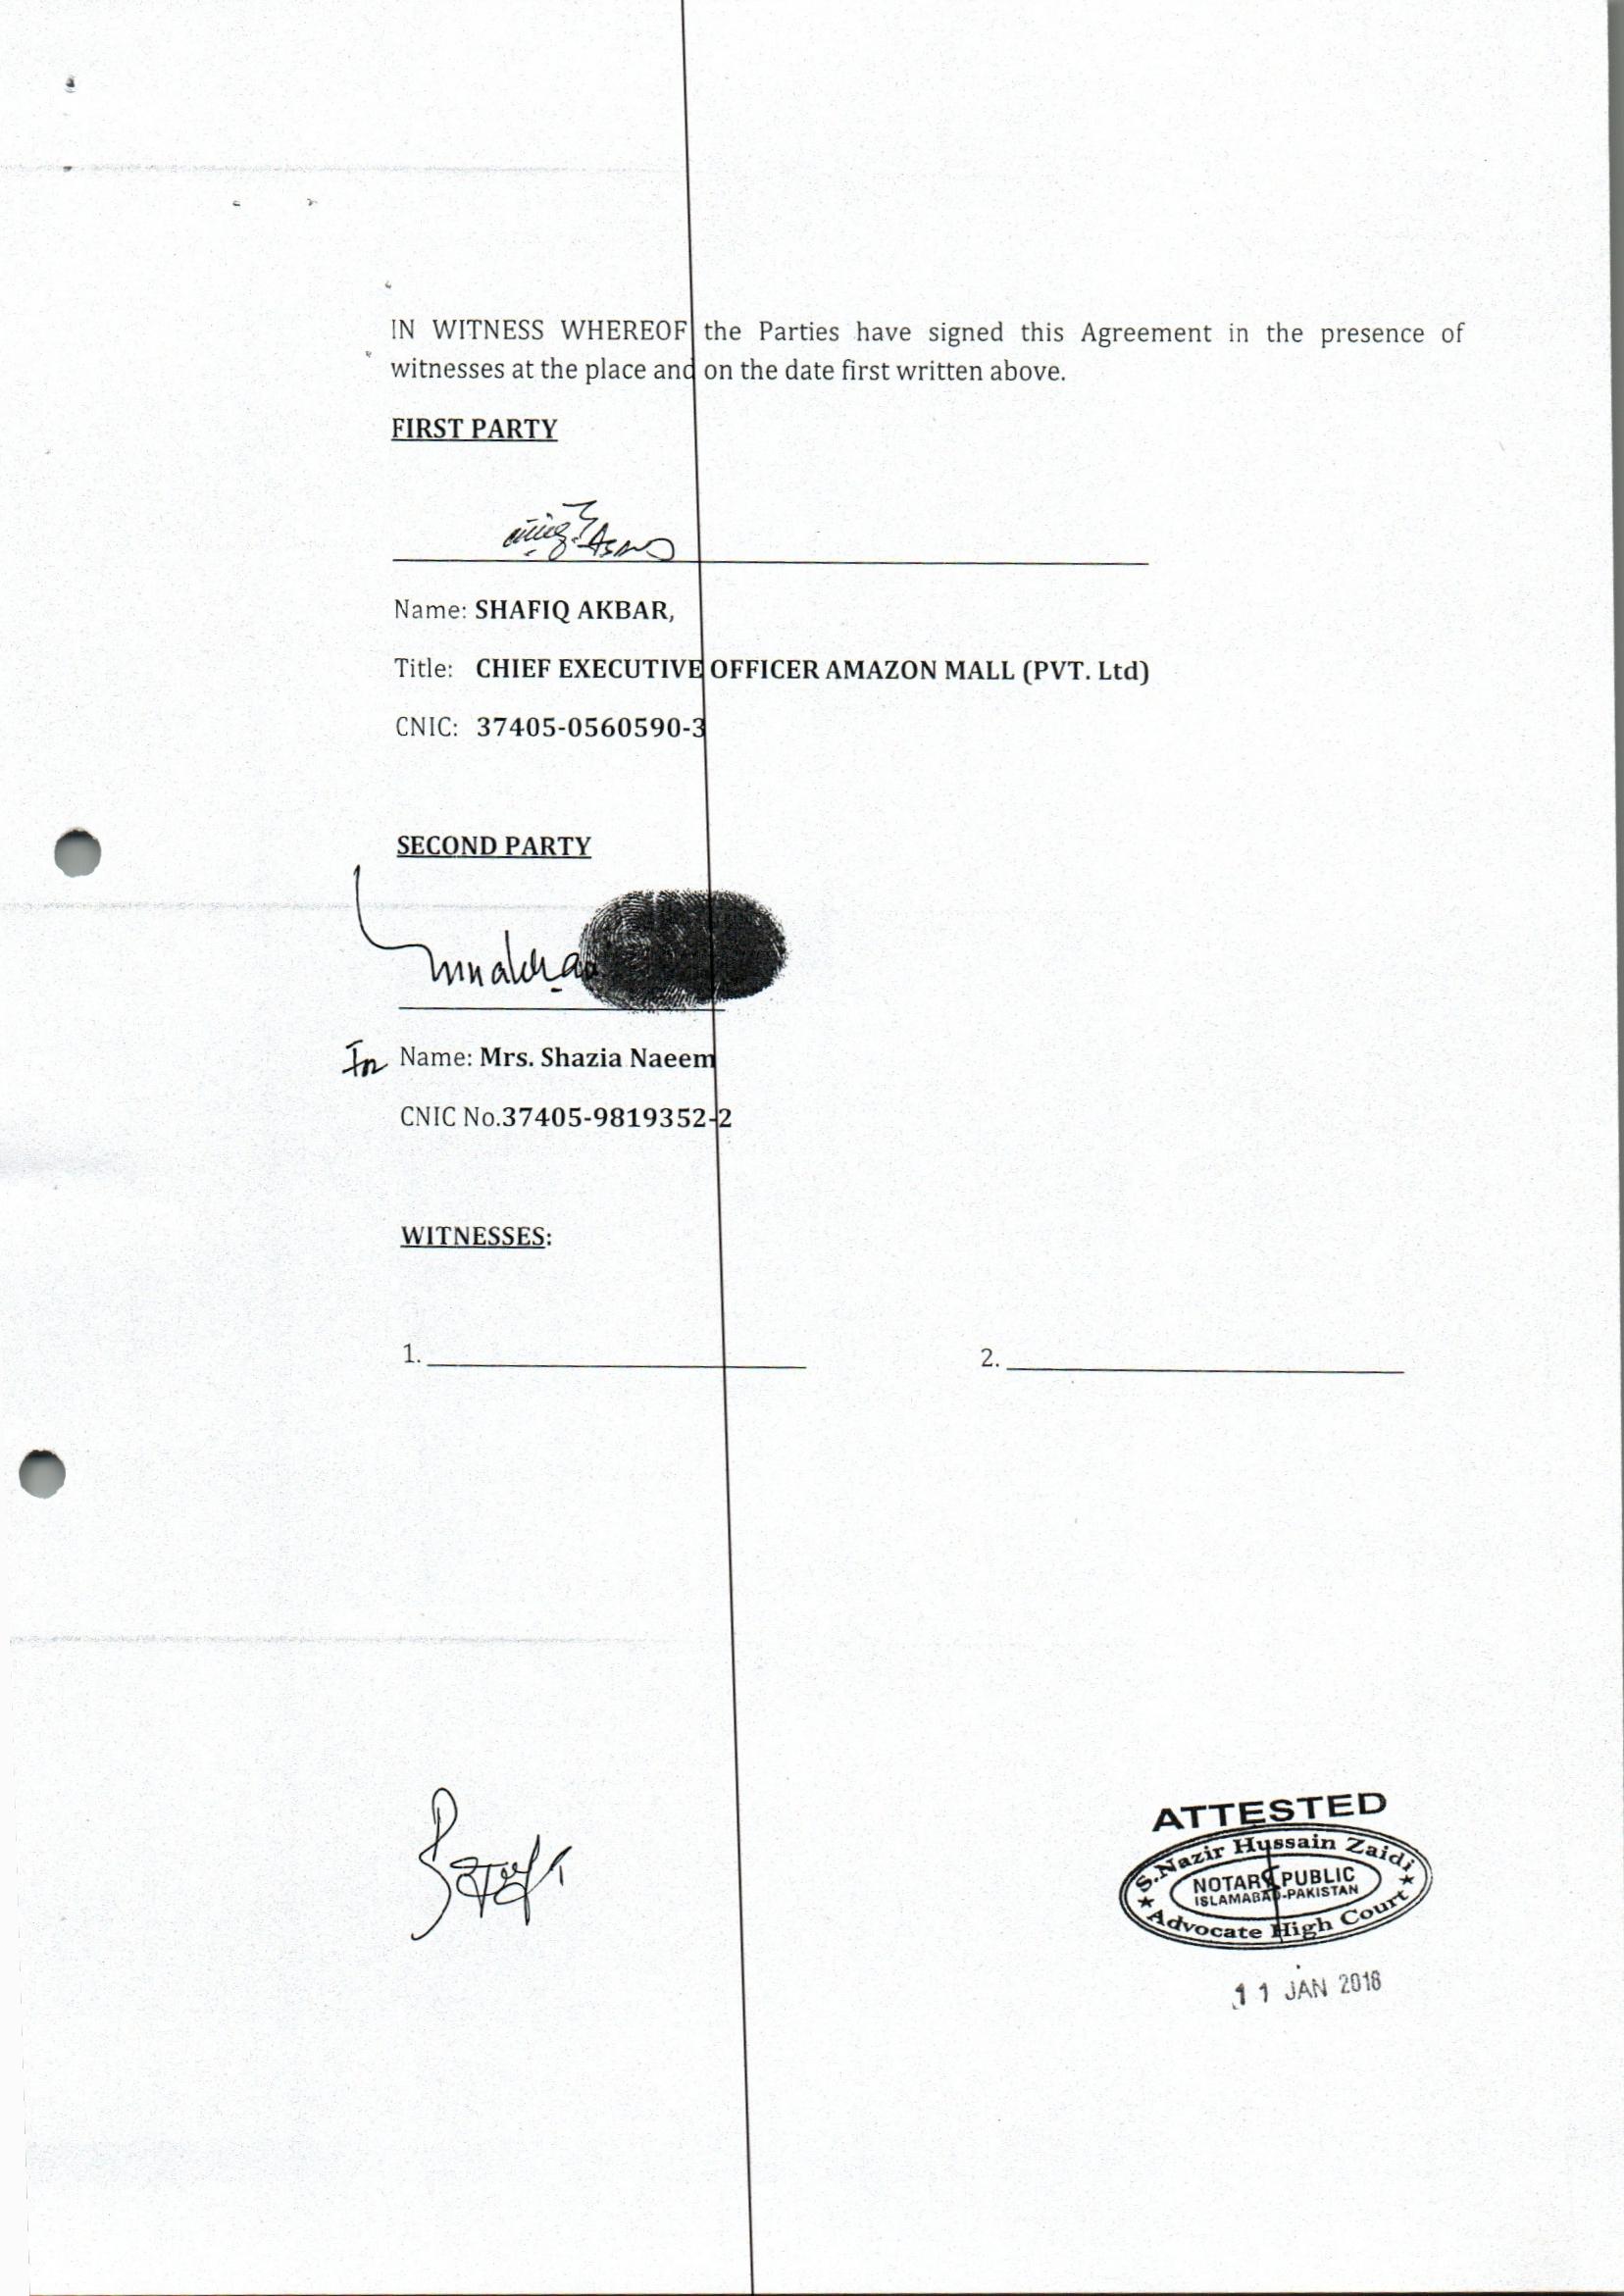 IN WITNESS WHEREOF the Parties have signed this Agreement in the presence of
witnesses at the place and on the date first written above.
FIRST PARTY
Name: SHAFIQ AKBAR,
Title: CHIEF EXECUTIVE OFFICER AMAZON MALL (PVT. Ltd)
CNIC: 37405-0560590-3
SECOND PARTY
For Name: Mrs. Shazia Naeem
CNIC No.37405-9819352-2
WITNESSES:
1. 2.
ATTESTED
S.Nazir Hussain Zaidi
NOTARY PUBLIC
ISLAMABAD-PAKISTAN
Advocate High Court
11 JAN 2018